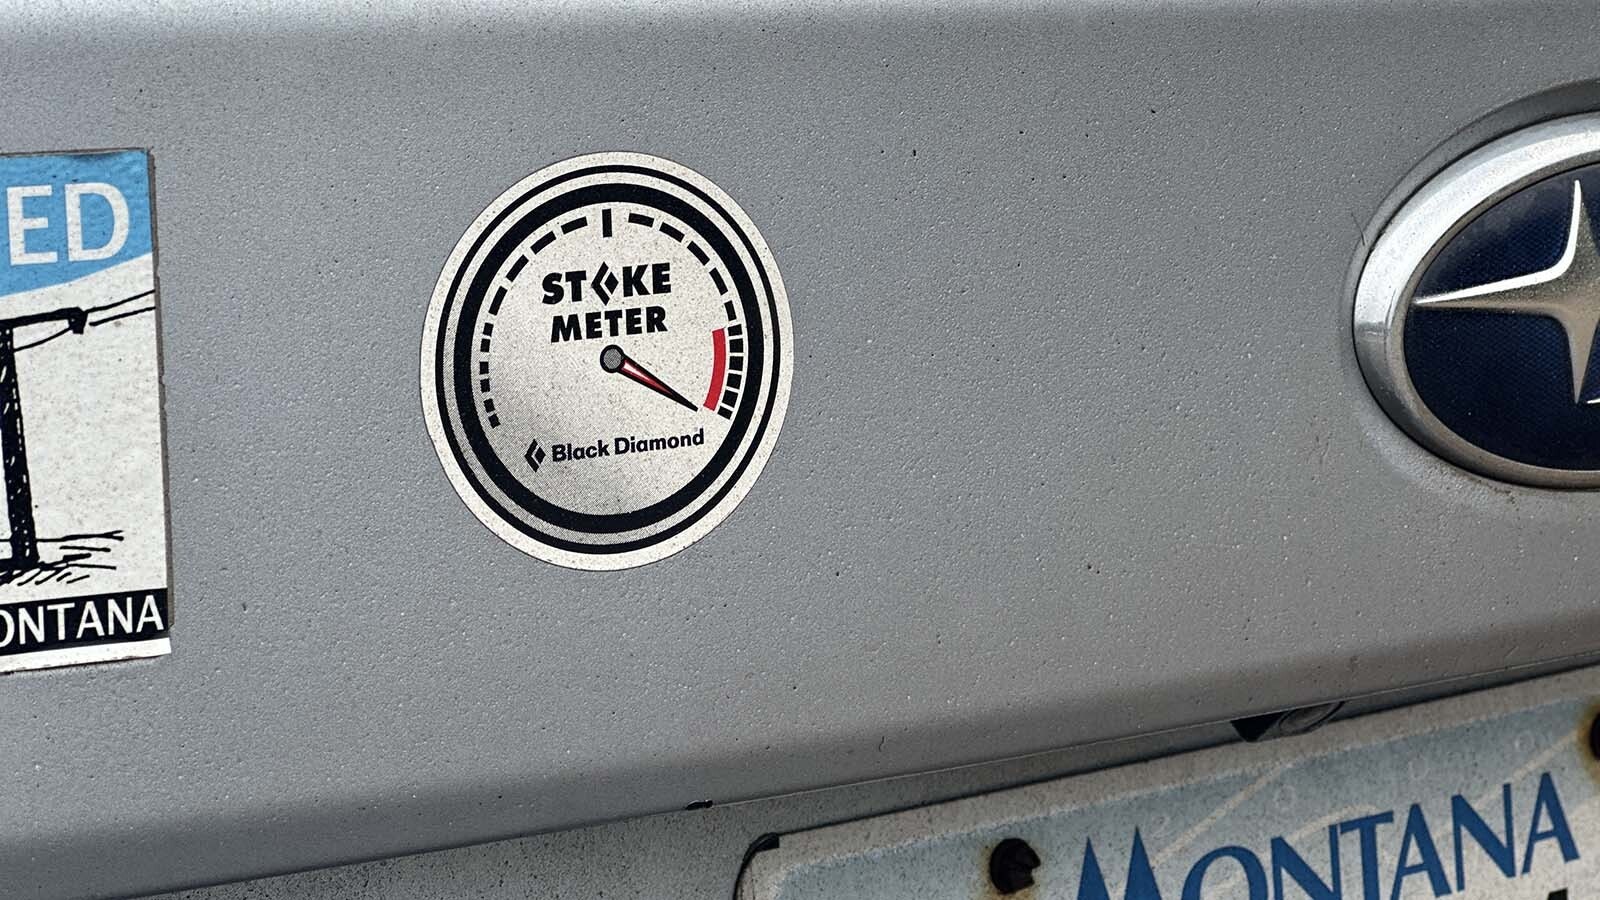 ED
ONTANA
STOKE
METER
Black Diamond
MONTANA